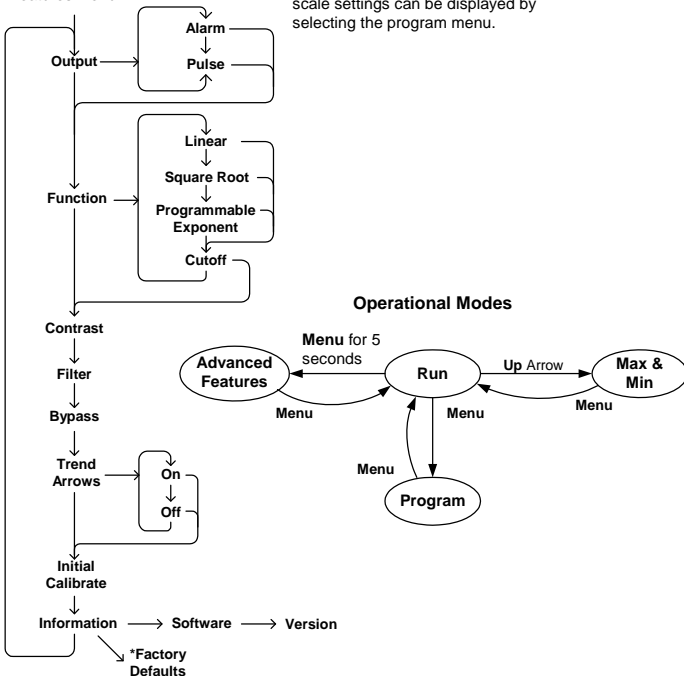 scale settings can be displayed by
selecting the program menu.
Output
Alarm
Pulse
Function
Linear
Square Root
Programmable
Exponent
Cutoff
Contrast
Filter
Bypass
Trend
Arrows
On
Off
Initial
Calibrate
Information
Software
Version
*Factory
Defaults
Operational Modes
Menu for 5
seconds
Advanced
Features
Run
Up Arrow
Max &
Min
Menu
Menu
Menu
Menu
Program